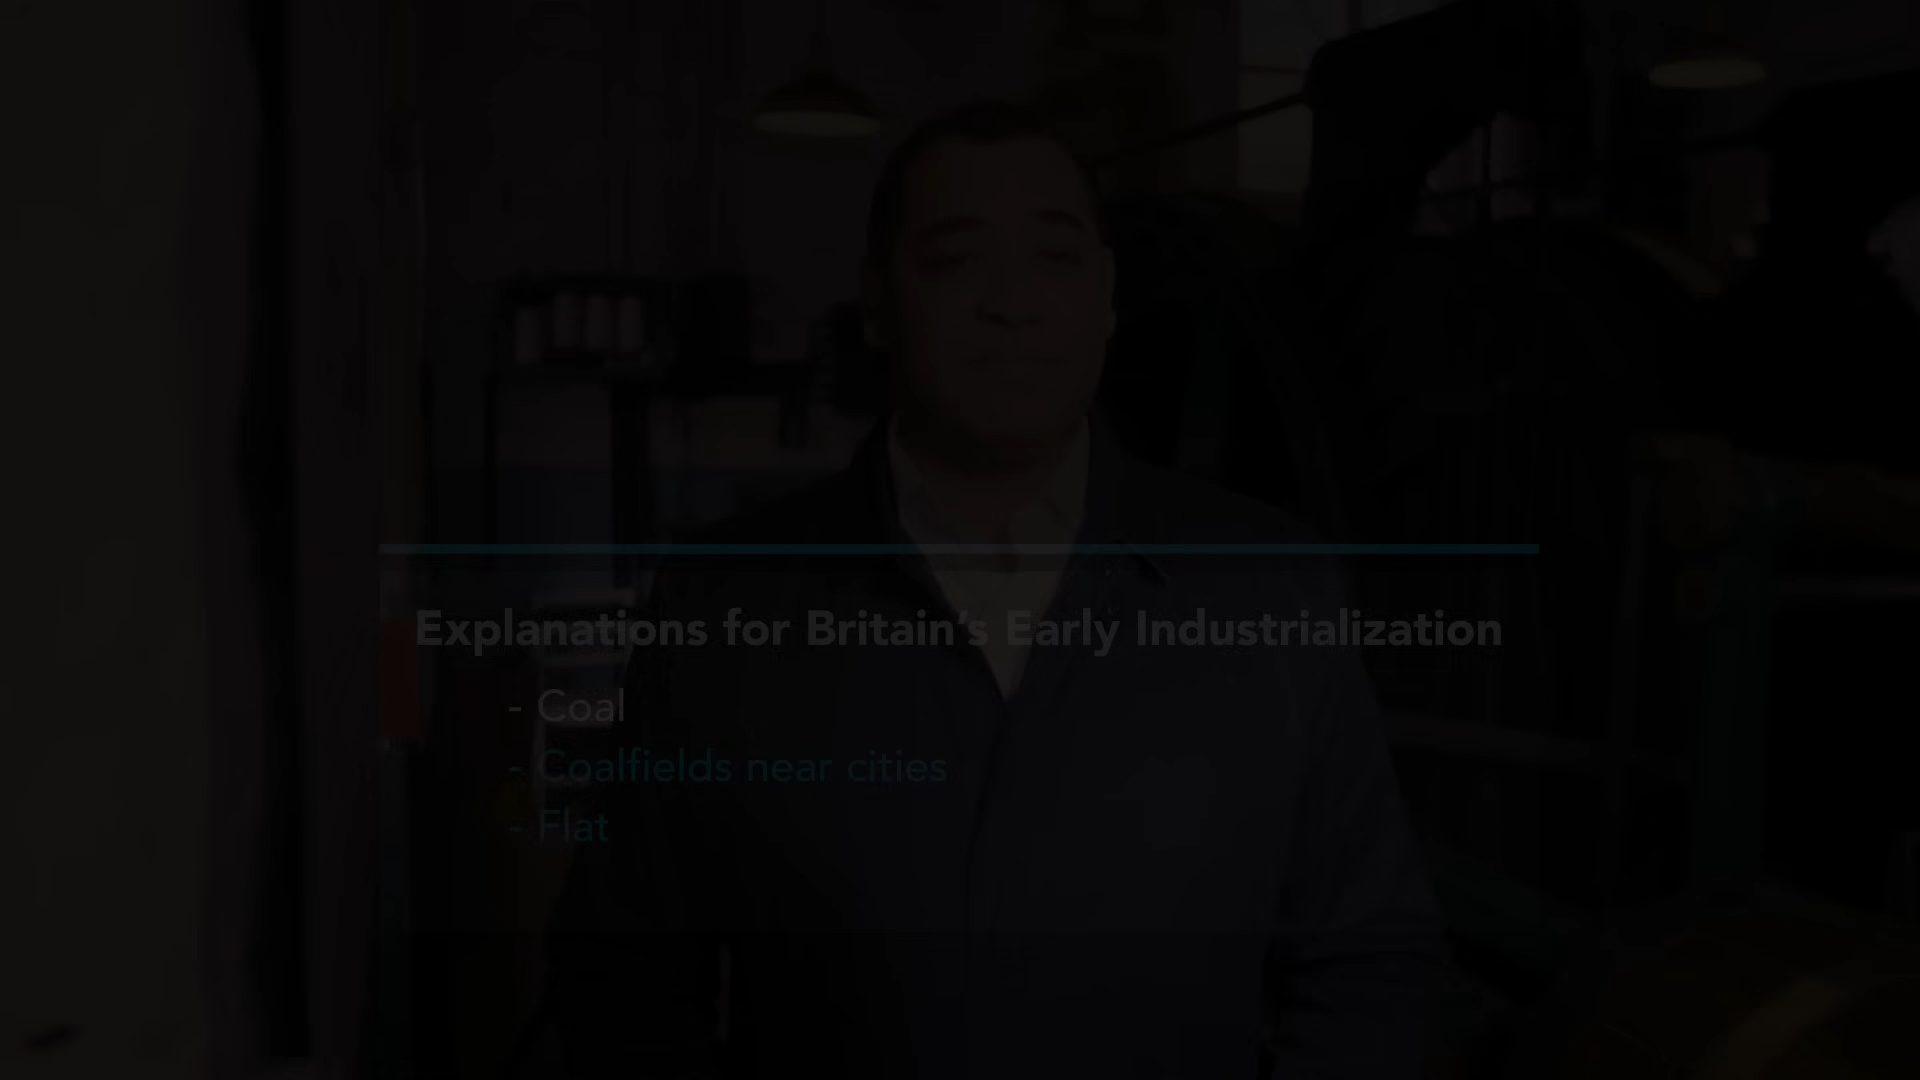 Explanations for Britain's Early Industrialization
- Coal
- Coalfields near cities
- Flat